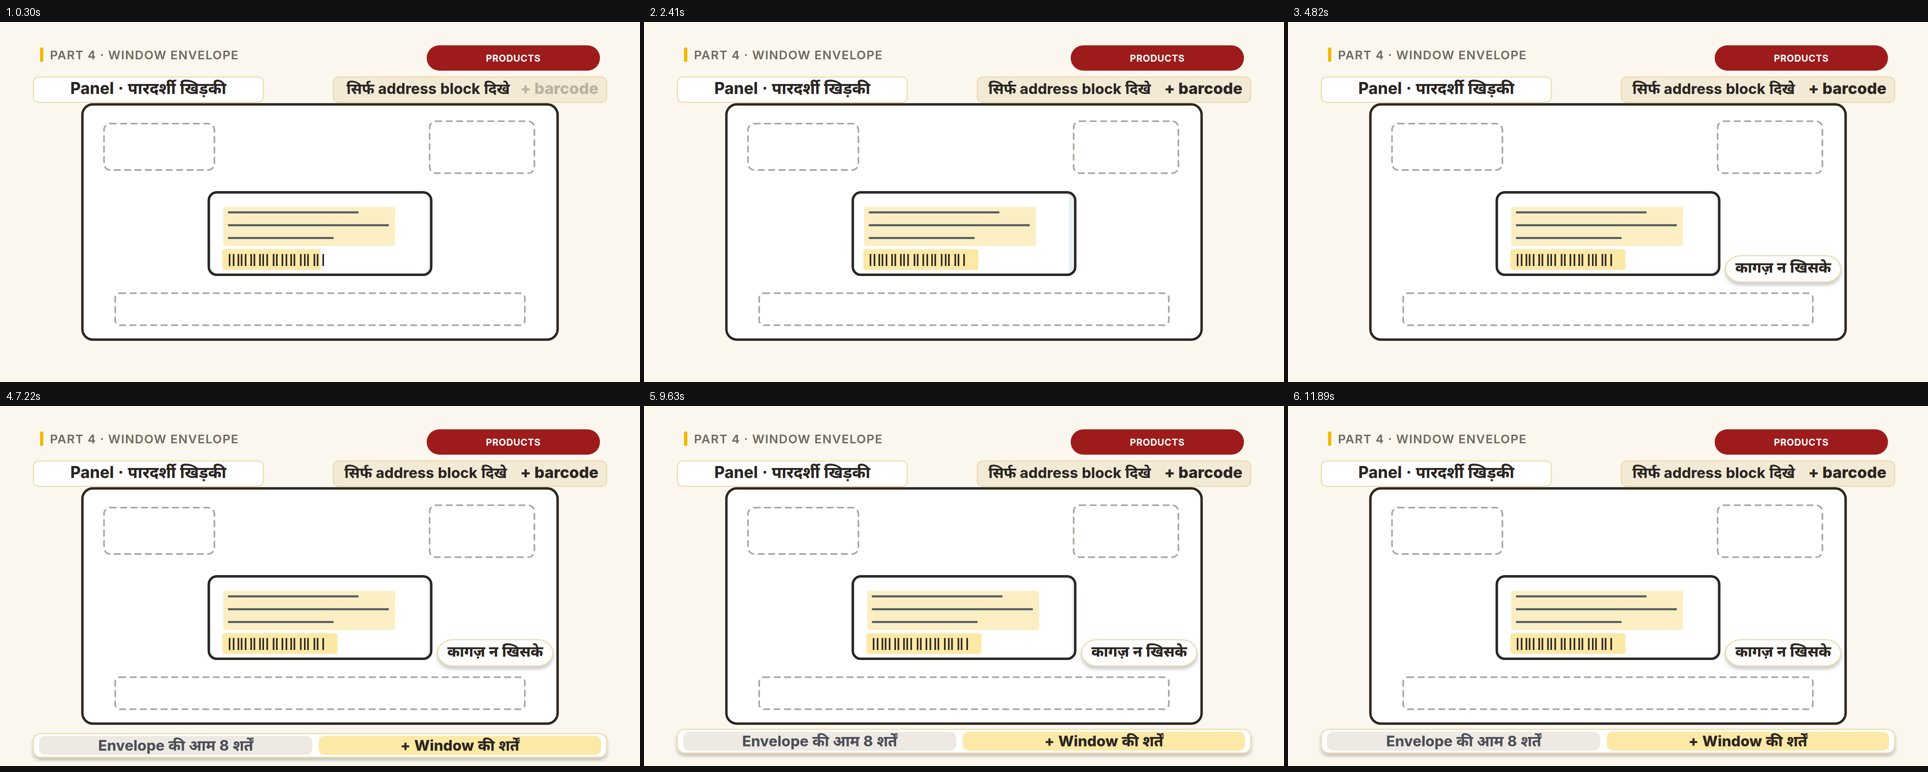 1. 0.30s
PART 4 · WINDOW ENVELOPE
PRODUCTS
Panel · पारदर्शी खिड़की
सिर्फ address block दिखे + barcode
2. 2.41s
PART 4 · WINDOW ENVELOPE
PRODUCTS
Panel · पारदर्शी खिड़की
सिर्फ address block दिखे + barcode
3. 4.82s
PART 4 · WINDOW ENVELOPE
PRODUCTS
Panel · पारदर्शी खिड़की
सिर्फ address block दिखे + barcode
कागज़ न खिसके
4. 7.22s
PART 4 · WINDOW ENVELOPE
PRODUCTS
Panel · पारदर्शी खिड़की
सिर्फ address block दिखे + barcode
कागज़ न खिसके
Envelope की आम 8 शर्तें
+ Window की शर्तें
5. 9.63s
PART 4 · WINDOW ENVELOPE
PRODUCTS
Panel · पारदर्शी खिड़की
सिर्फ address block दिखे + barcode
कागज़ न खिसके
Envelope की आम 8 शर्तें
+ Window की शर्तें
6. 11.89s
PART 4 · WINDOW ENVELOPE
PRODUCTS
Panel · पारदर्शी खिड़की
सिर्फ address block दिखे + barcode
कागज़ न खिसके
Envelope की आम 8 शर्तें
+ Window की शर्तें